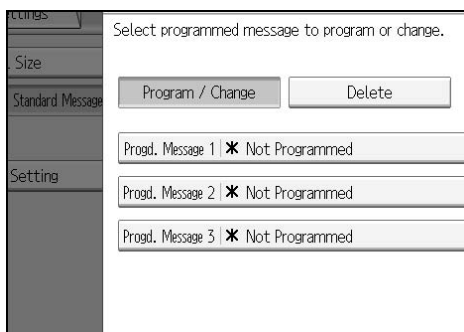 Select programmed message to program or change.
Size
Program / Change
Delete
Standard Message
Progd. Message 1 * Not Programmed
Setting
Progd. Message 2 * Not Programmed
Progd. Message 3 * Not Programmed